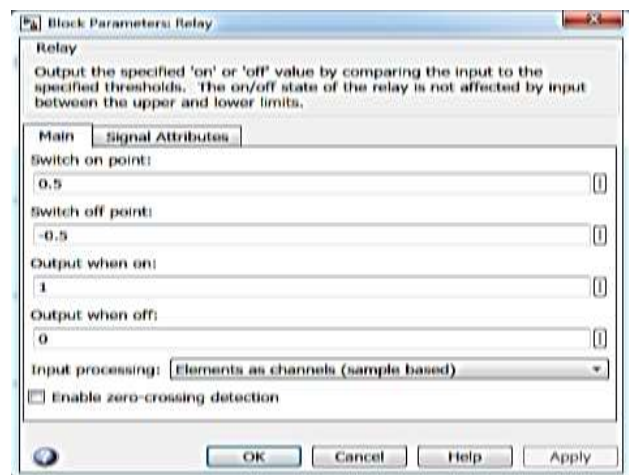 Block Parameters: Relay
Relay
Output the specified 'on' or 'off' value by comparing the input to the
specified thresholds. The on/off state of the relay is not affected by input
between the upper and lower limits.
Main Signal Attributes
Switch on point:
0.5
Switch off point:
-0.5
Output when on:
1
Output when off:
0
Input processing: Elements as channels (sample based)
Enable zero-crossing detection
OK Cancel Help Apply